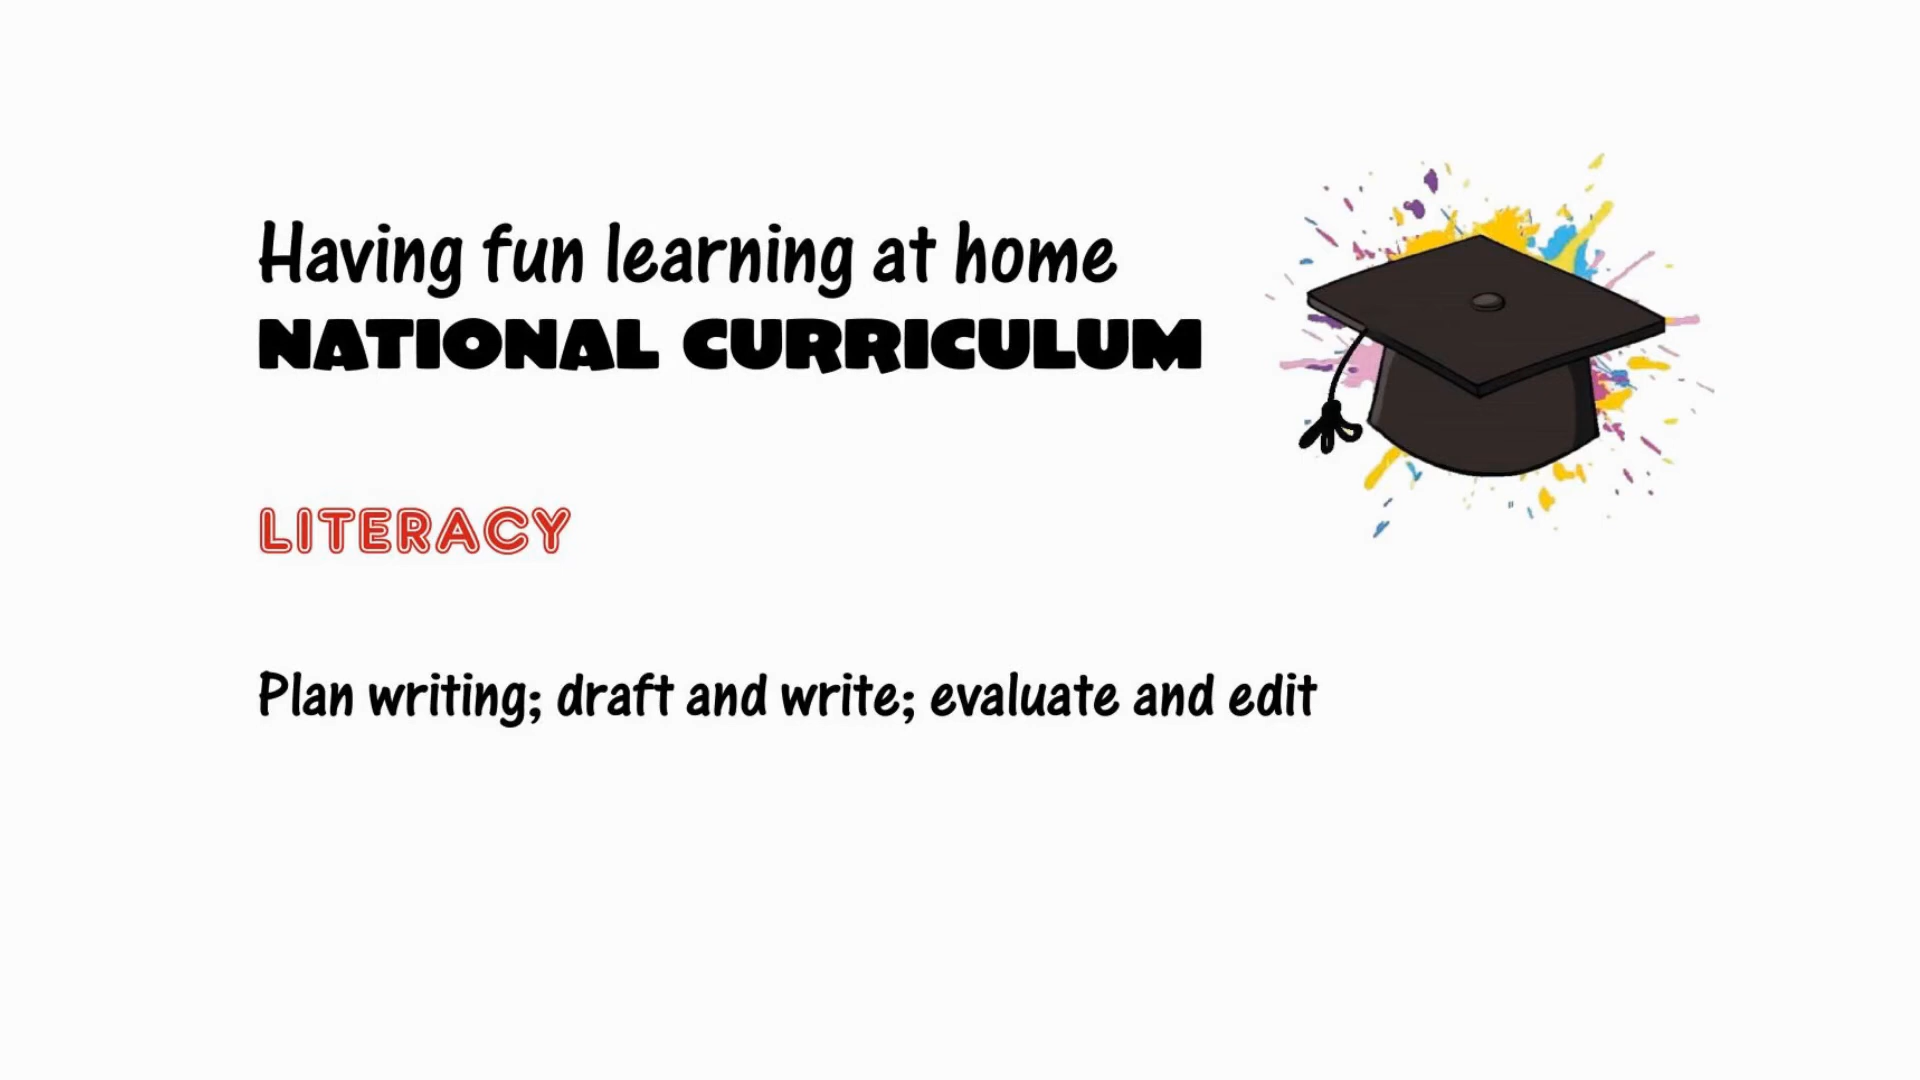 Having fun learning at home
NATIONAL CURRICULUM
LITERACY
Plan writing; draft and write; evaluate and edit